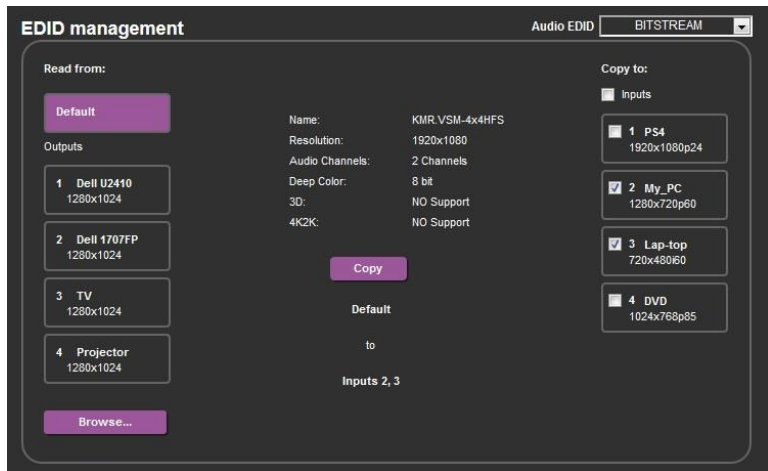 EDID management
Audio EDID BITSTREAM
Read from:
Default
Outputs
1 Dell U2410
1280x1024
2 Dell 1707FP
1280x1024
3 TV
1280x1024
4 Projector
1280x1024
Browse...
Name: KMR.VSM-4x4HFS
Resolution: 1920x1080
Audio Channels: 2 Channels
Deep Color: 8 bit
3D: NO Support
4K2K: NO Support
Copy
Default
to
Inputs 2, 3
Copy to:
Inputs
1 PS4
1920x1080p24
2 My_PC
1280x720p60
3 Lap-top
720x480i60
4 DVD
1024x768p85